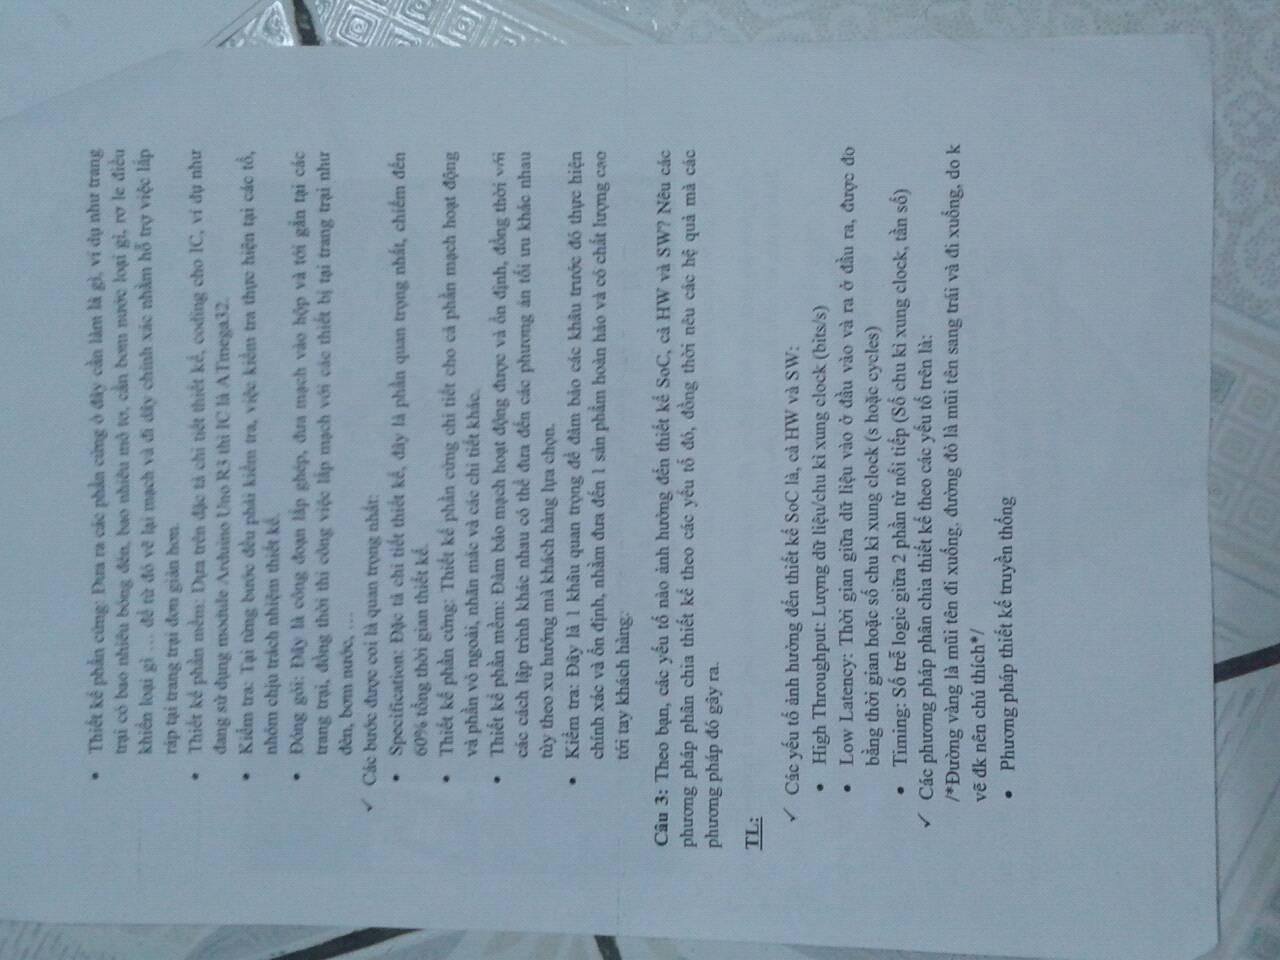 • Thiết kế phần cứng: Đưa ra các phần cứng ở đây cần làm là gì, ví dụ như trang
trại có bao nhiêu bóng đèn, bao nhiêu mô tơ, cần bơm nước loại gì, rơ le điều
khiển loại gì … để từ đó vẽ lại mạch và đi dây chính xác nhằm hỗ trợ việc lắp
ráp tại trang trại đơn giản hơn.
• Thiết kế phần mềm: Dựa trên đặc tả chi tiết thiết kế, coding cho IC, ví dụ như
đang sử dụng module Arduino Uno R3 thì IC là ATmega32.
• Kiểm tra: Tại từng bước đều phải kiểm tra, việc kiểm tra thực hiện tại các tổ,
nhóm chịu trách nhiệm thiết kế.
• Đóng gói: Đây là công đoạn lắp ghép, đưa mạch vào hộp và tới gắn tại các
trang trại, đồng thời thi công việc lắp mạch với các thiết bị tại trang trại như
đèn, bơm nước, …
✓ Các bước được coi là quan trọng nhất:
• Specification: Đặc tả chi tiết thiết kế, đây là phần quan trọng nhất, chiếm đến
60% tổng thời gian thiết kế.
• Thiết kế phần cứng: Thiết kế phần cứng chi tiết cho cả phần mạch hoạt động
và phần vỏ ngoài, nhãn mác và các chi tiết khác.
• Thiết kế phần mềm: Đảm bảo mạch hoạt động được và ổn định, đồng thời với
các cách lập trình khác nhau có thể đưa đến các phương án tối ưu khác nhau
tùy theo xu hướng mà khách hàng lựa chọn.
• Kiểm tra: Đây là 1 khâu quan trọng để đảm bảo các khâu trước đó thực hiện
chính xác và ổn định, nhằm đưa đến 1 sản phẩm hoàn hảo và có chất lượng cao
tới tay khách hàng.
Câu 3: Theo bạn, các yếu tố nào ảnh hưởng đến thiết kế SoC, cả HW và SW? Nêu các
phương pháp phân chia thiết kế theo các yếu tố đó, đồng thời nêu các hệ quả mà các
phương pháp đó gây ra.
TL:
✓ Các yếu tố ảnh hưởng đến thiết kế SoC là, cả HW và SW:
• High Throughput: Lượng dữ liệu/chu kì xung clock (bits/s)
• Low Latency: Thời gian giữa dữ liệu vào ở đầu vào và ra ở đầu ra, được đo
bằng thời gian hoặc số chu kì xung clock (s hoặc cycles)
• Timing: Số trễ logic giữa 2 phần tử nối tiếp (Số chu kì xung clock, tần số)
✓ Các phương pháp phân chia thiết kế theo các yếu tố trên là:
/*Đường vàng là mũi tên đi xuống, đường đỏ là mũi tên sang trái và đi xuống, do k
vẽ đk nên chú thích*/
• Phương pháp thiết kế truyền thống